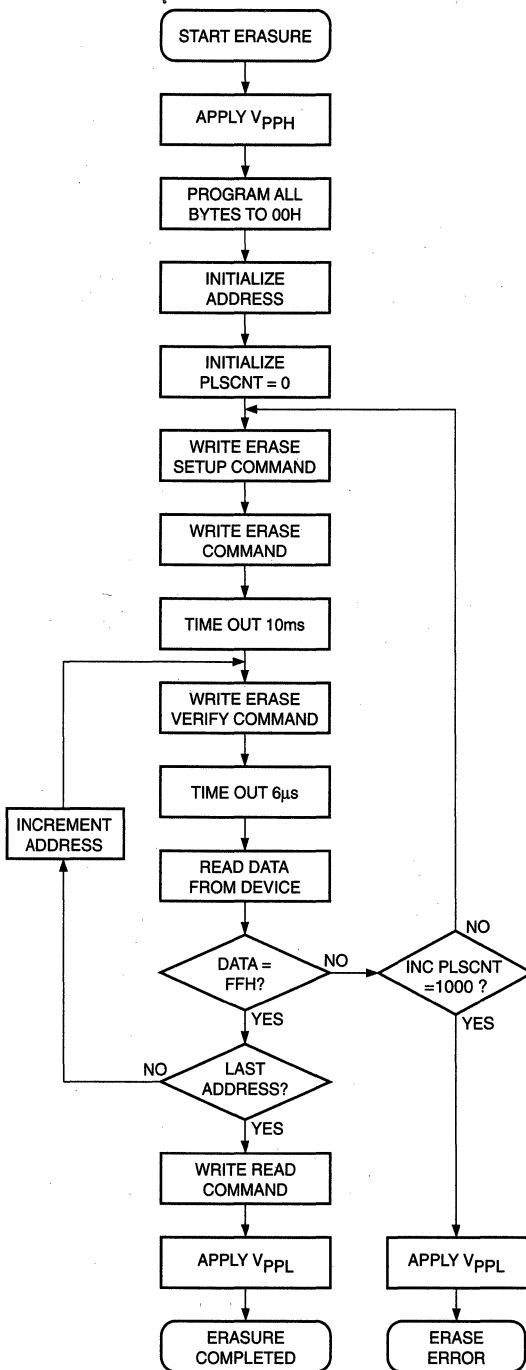 START ERASURE
APPLY VPPH
PROGRAM ALL
BYTES TO 00H
INITIALIZE
ADDRESS
INITIALIZE
PLSCNT = 0
WRITE ERASE
SETUP COMMAND
WRITE ERASE
COMMAND
TIME OUT 10ms
WRITE ERASE
VERIFY COMMAND
TIME OUT 6µs
INCREMENT
ADDRESS
READ DATA
FROM DEVICE
DATA =
FFH?
NO
YES
INC PLSCNT
=1000 ?
NO
YES
LAST
ADDRESS?
NO
YES
WRITE READ
COMMAND
APPLY VPPL
APPLY VPPL
ERASURE
COMPLETED
ERASE
ERROR